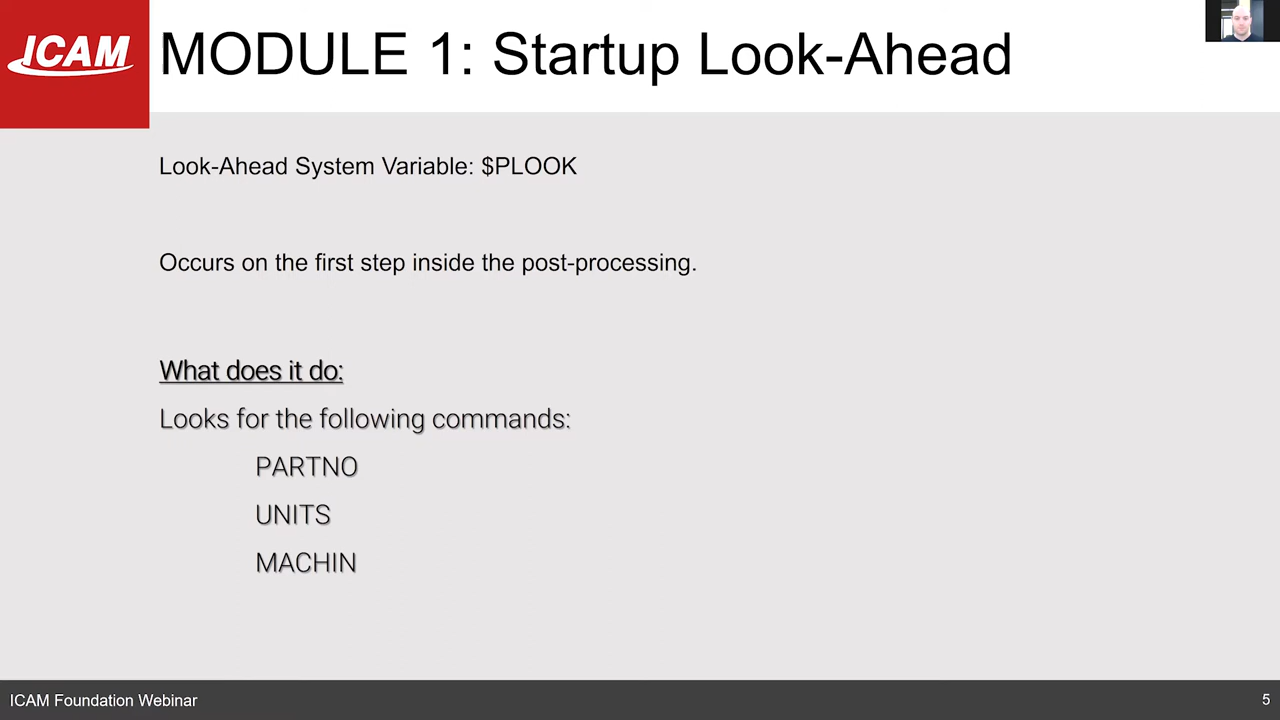 ICAM
MODULE 1: Startup Look-Ahead
Look-Ahead System Variable: $PLOOK
Occurs on the first step inside the post-processing.
What does it do:
Looks for the following commands:
PARTNO
UNITS
MACHIN
ICAM Foundation Webinar
5